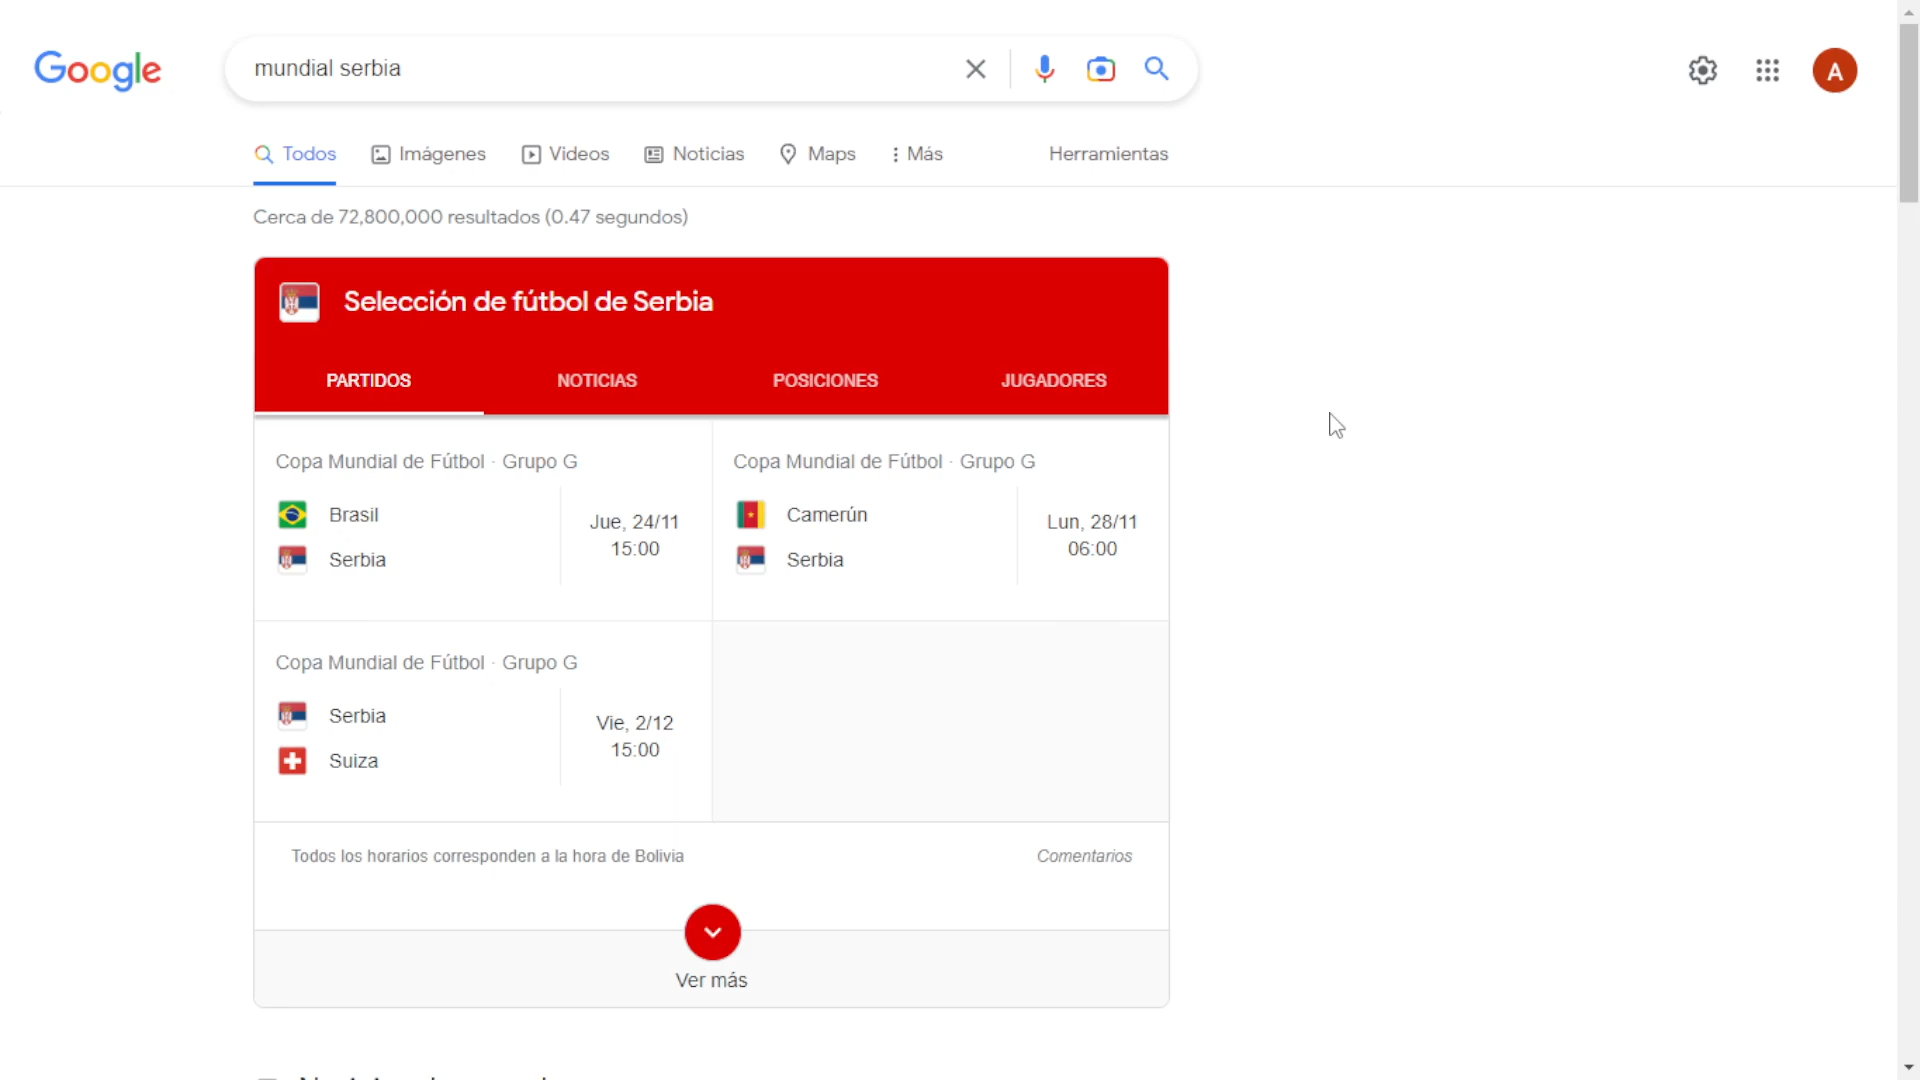 Google
mundial serbia
A
Todos
Imágenes
Videos
Noticias
Maps
Más
Herramientas
Cerca de 72,800,000 resultados (0.47 segundos)
Selección de fútbol de Serbia
PARTIDOS
NOTICIAS
POSICIONES
JUGADORES
Copa Mundial de Fútbol · Grupo G
Brasil
Serbia
Jue, 24/11
15:00
Copa Mundial de Fútbol · Grupo G
Camerún
Serbia
Lun, 28/11
06:00
Copa Mundial de Fútbol · Grupo G
Serbia
Suiza
Vie, 2/12
15:00
Todos los horarios corresponden a la hora de Bolivia
Comentarios
Ver más